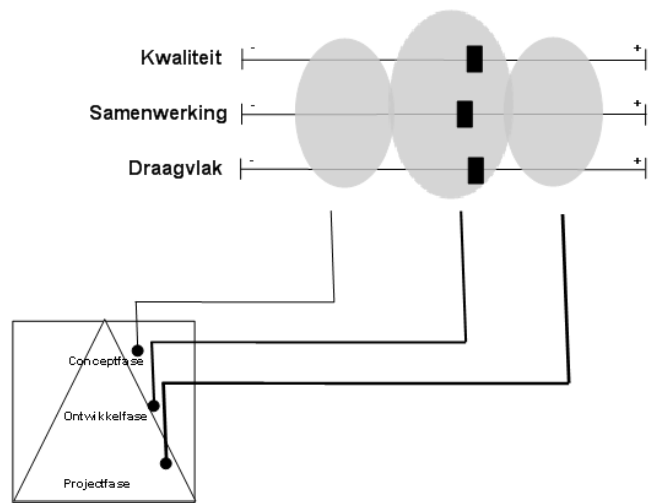 Kwaliteit - +
Samenwerking - +
Draagvlak - +
Conceptfase
Ontwikkelfase
Projectfase